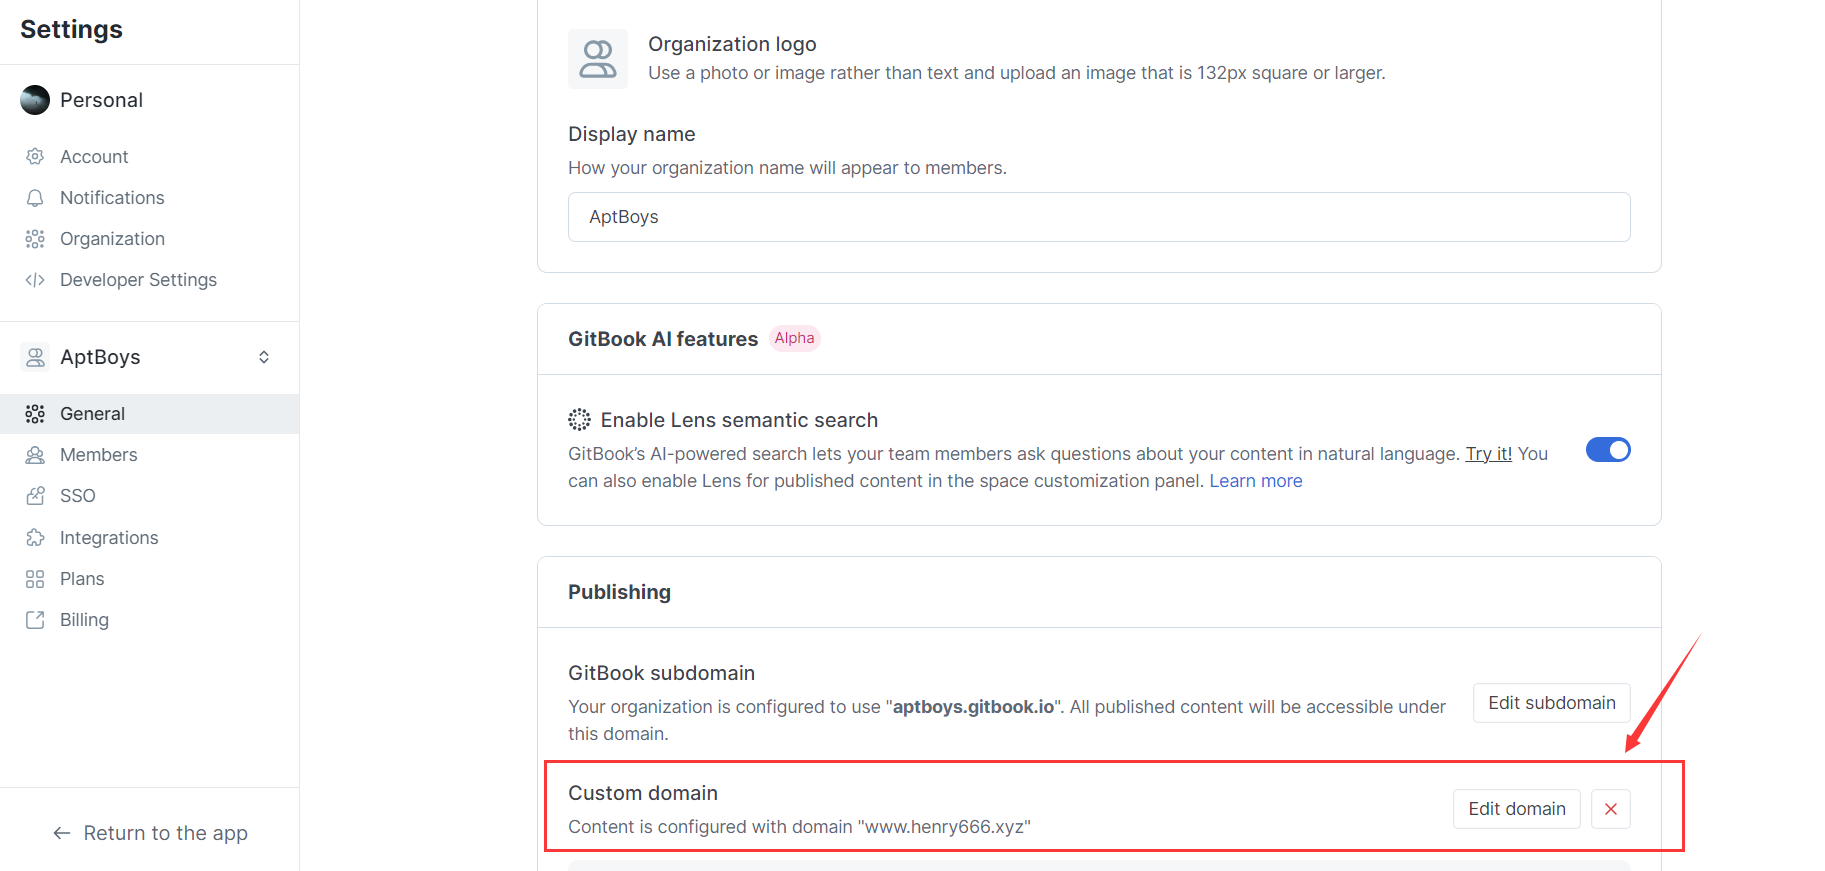 Settings
Personal
Account
Notifications
Organization
Developer Settings
AptBoys
General
Members
SSO
Integrations
Plans
Billing
Return to the app
Organization logo
Use a photo or image rather than text and upload an image that is 132px square or larger.
Display name
How your organization name will appear to members.
AptBoys
GitBook AI features Alpha
Enable Lens semantic search
GitBook’s AI-powered search lets your team members ask questions about your content in natural language. Try it! You
can also enable Lens for published content in the space customization panel. Learn more
Publishing
GitBook subdomain
Your organization is configured to use "aptboys.gitbook.io". All published content will be accessible under
this domain.
Edit subdomain
Custom domain
Content is configured with domain "www.henry666.xyz"
Edit domain